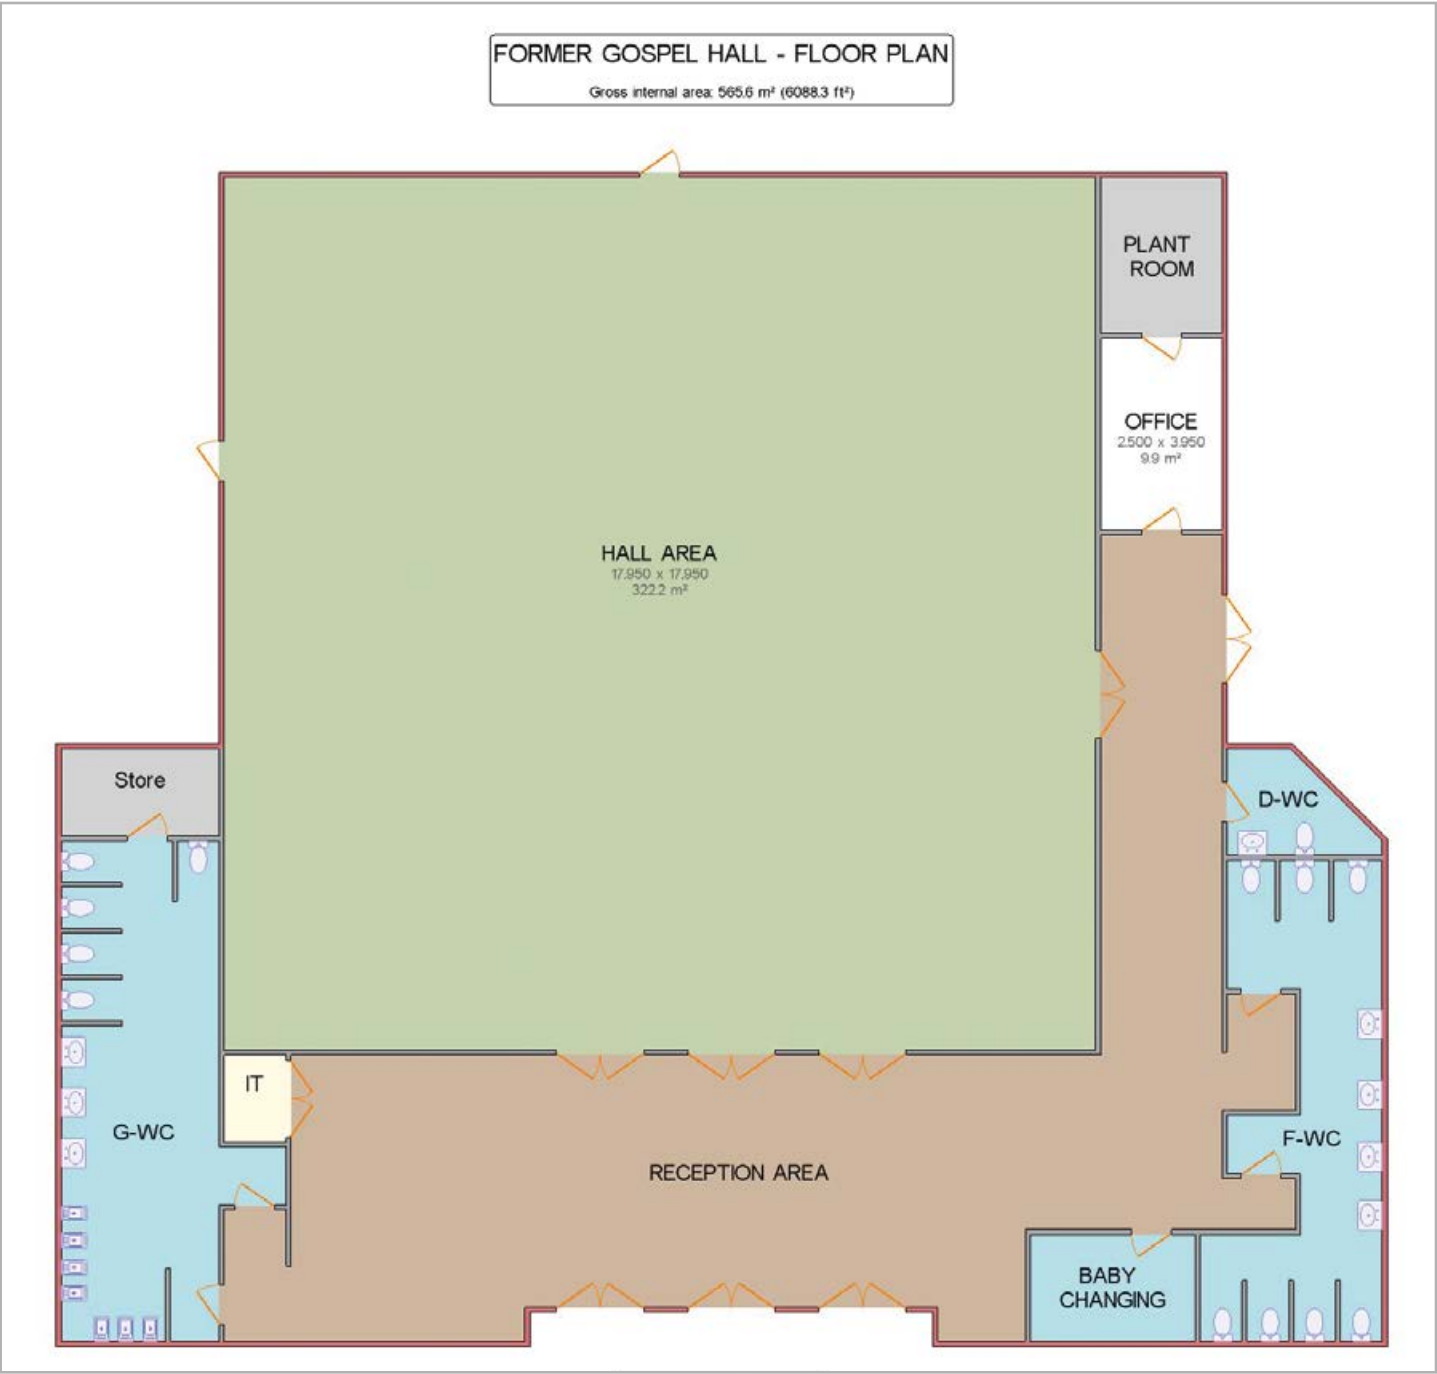 FORMER GOSPEL HALL - FLOOR PLAN
Gross internal area: 565.6 m² (6088.3 ft²)
PLANT
ROOM
OFFICE
2.500 x 3.950
9.9 m²
HALL AREA
17.950 x 17.950
322.2 m²
Store
D-WC
IT
G-WC
F-WC
RECEPTION AREA
BABY
CHANGING